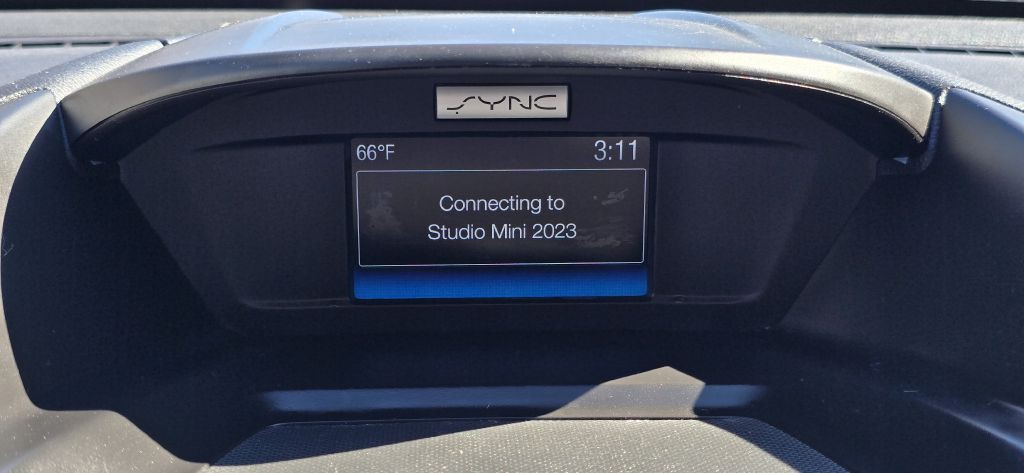 SYNC
66°F 3:11
Connecting to
Studio Mini 2023